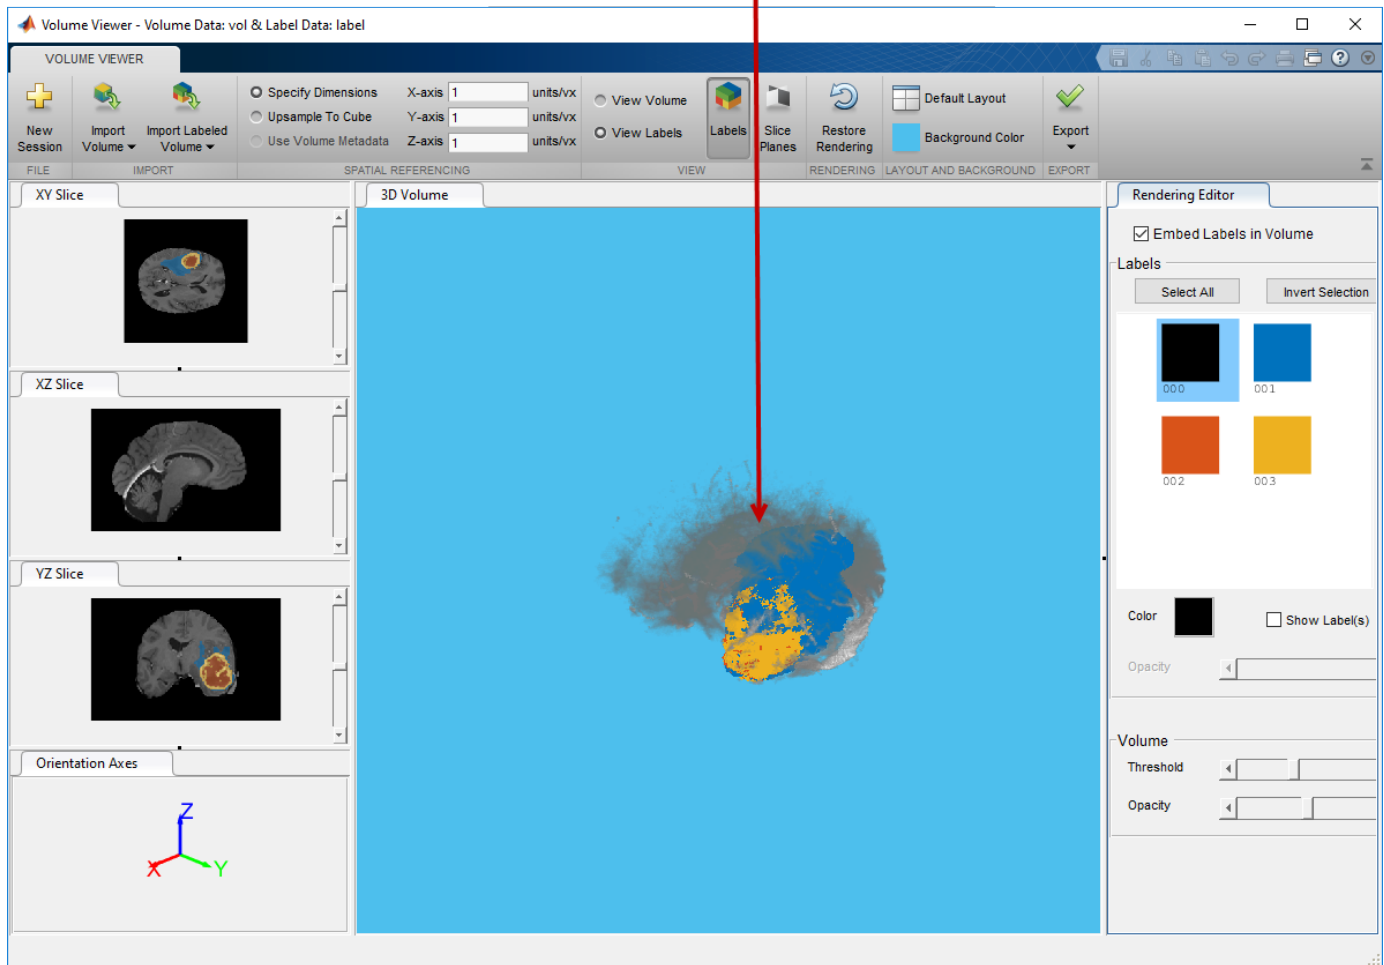 Volume Viewer - Volume Data: vol & Label Data: label
VOLUME VIEWER
New Session
Import Volume
Import Labeled Volume
Specify Dimensions
Upsample To Cube
Use Volume Metadata
X-axis 1 units/vx
Y-axis 1 units/vx
Z-axis 1 units/vx
View Volume
View Labels
Labels
Slice Planes
Restore Rendering
Default Layout
Background Color
Export
FILE
IMPORT
SPATIAL REFERENCING
VIEW
RENDERING
LAYOUT AND BACKGROUND
EXPORT
XY Slice
XZ Slice
YZ Slice
Orientation Axes
Z
X
Y
3D Volume
Rendering Editor
Embed Labels in Volume
Labels
Select All
Invert Selection
000
001
002
003
Color
Show Label(s)
Opacity
Volume
Threshold
Opacity